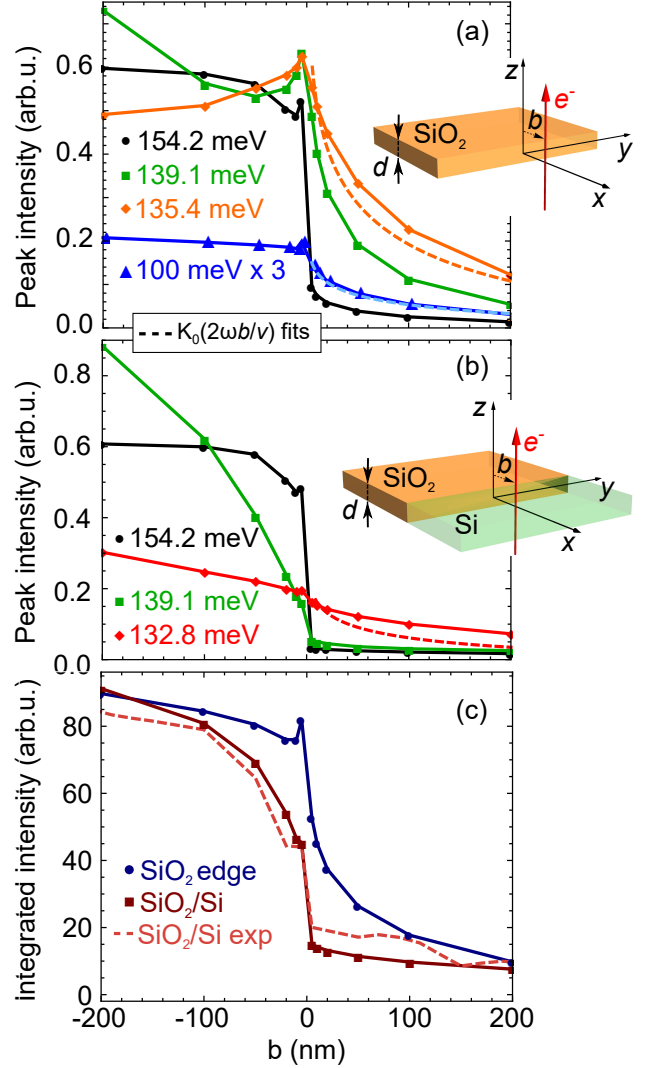 Peak intensity (arb.u.)
0.6
0.4
0.2
0.0
(a)
154.2 meV
139.1 meV
135.4 meV
100 meV x 3
z
e-
SiO2
b
d
y
x
K0(2ωb/v) fits
Peak intensity (arb.u.)
0.8
0.6
0.4
0.2
0.0
(b)
154.2 meV
139.1 meV
132.8 meV
z
e-
SiO2
b
d
Si
y
x
integrated intensity (arb.u.)
80
60
40
20
0
(c)
SiO2 edge
SiO2/Si
SiO2/Si exp
-200 -100 0 100 200
b (nm)